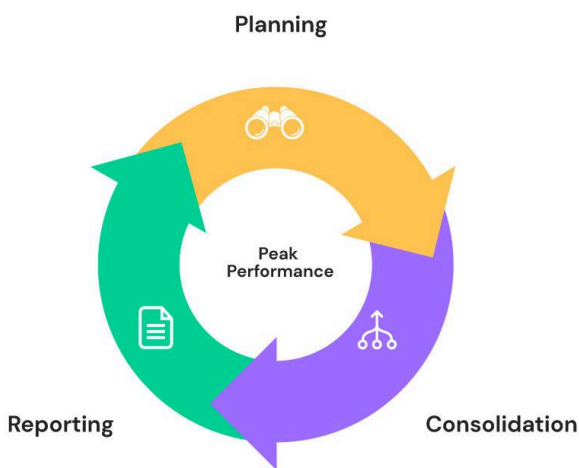 Planning
Peak
Performance
Reporting
Consolidation